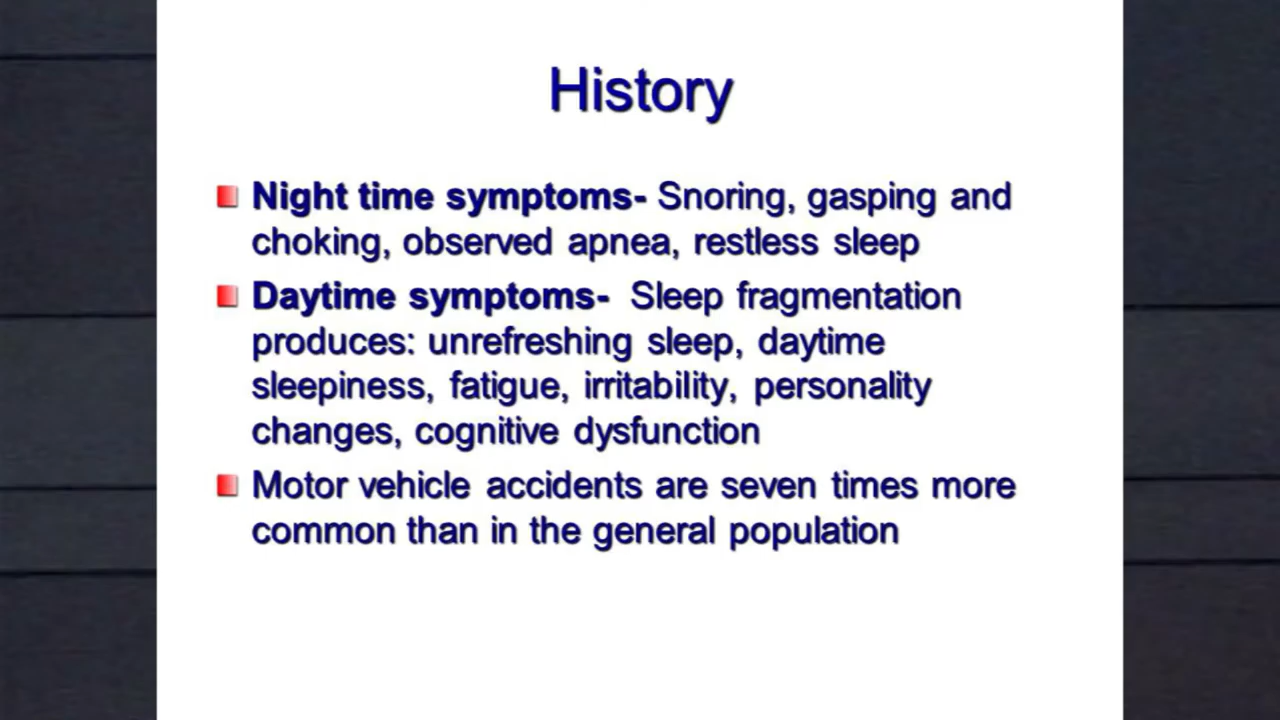 History
Night time symptoms- Snoring, gasping and
choking, observed apnea, restless sleep
Daytime symptoms- Sleep fragmentation
produces: unrefreshing sleep, daytime
sleepiness, fatigue, irritability, personality
changes, cognitive dysfunction
Motor vehicle accidents are seven times more
common than in the general population